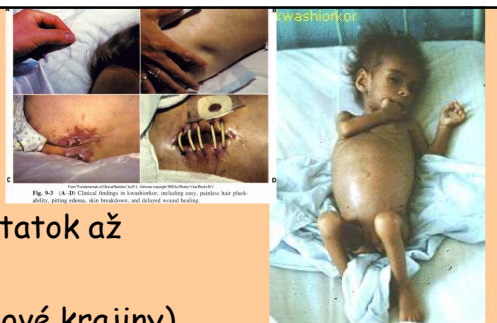 kwashiorkor
A
B
C
D
From "Fundamentals of Clinical Nutrition" by R. L. Weinsier copyright 1993 by Mosby-Year Book, N.Y.
Fig. 9-3 (A–D) Clinical findings in kwashiorkor, including easy, painless hair pluck-
ability, pitting edema, skin breakdown, and delayed wound healing.
tatok až
ové krajiny)